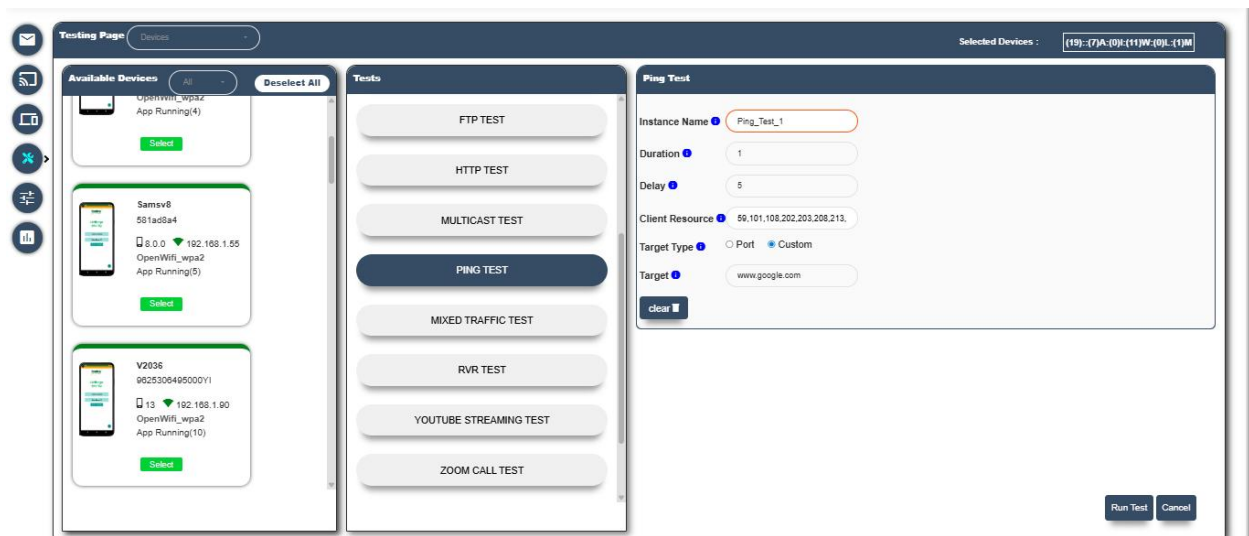 Testing Page Devices
Selected Devices : (19)::(7)A:(0)I:(11)W:(0)L:(1)M
Available Devices All Deselect All
OpenWifi_wpa2
App Running(4)
Select
Samsv8
581ad8a4
8.0.0 192.168.1.55
OpenWifi_wpa2
App Running(5)
Select
V2036
9625306495000YI
13 192.168.1.90
OpenWifi_wpa2
App Running(10)
Select
Tests
FTP TEST
HTTP TEST
MULTICAST TEST
PING TEST
MIXED TRAFFIC TEST
RVR TEST
YOUTUBE STREAMING TEST
ZOOM CALL TEST
Ping Test
Instance Name Ping_Test_1
Duration 1
Delay 5
Client Resource 59,101,108,202,203,208,213,
Target Type Port Custom
Target www.google.com
clear
Run Test Cancel